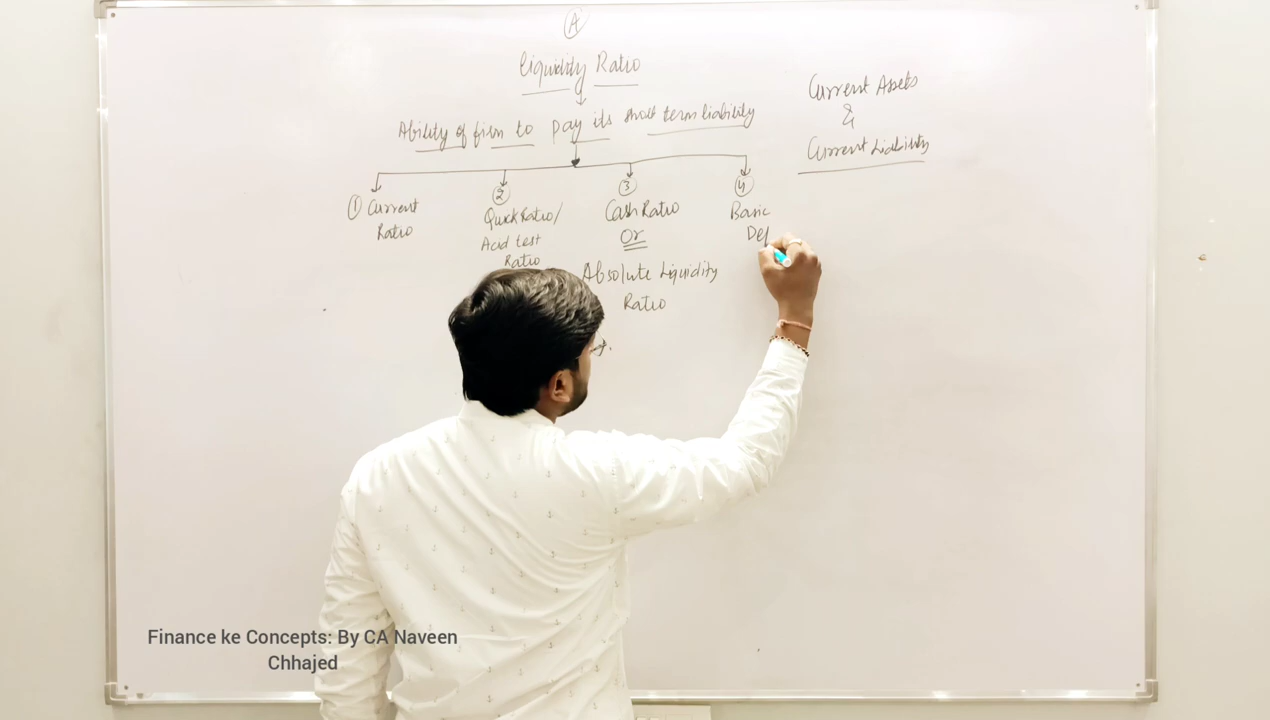 A
Liquidity Ratio
Ability of firm to pay its short term liability
Current Assets
&
Current Liability
① Current
Ratio
②
Quick Ratio/
Acid test
Ratio
③
Cash Ratio
Or
Absolute Liquidity
Ratio
④
Basic
Def
Finance ke Concepts: By CA Naveen
Chhajed